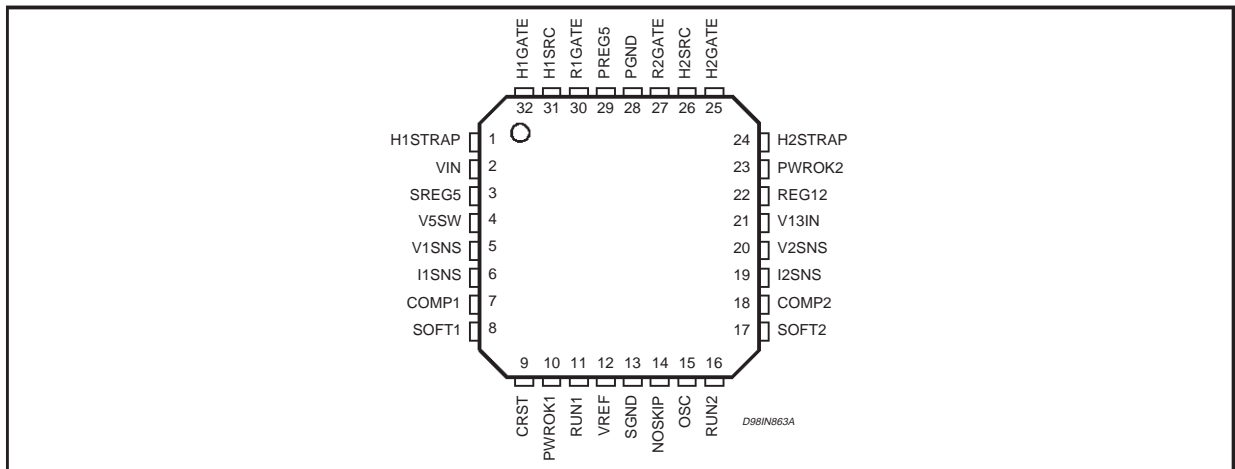 H1GATE
H1SRC
R1GATE
PREG5
PGND
R2GATE
H2SRC
H2GATE
32 31 30 29 28 27 26 25
H1STRAP 1 24 H2STRAP
VIN 2 23 PWROK2
SREG5 3 22 REG12
V5SW 4 21 V13IN
V1SNS 5 20 V2SNS
I1SNS 6 19 I2SNS
COMP1 7 18 COMP2
SOFT1 8 17 SOFT2
9 10 11 12 13 14 15 16
CRST
PWROK1
RUN1
VREF
SGND
NOSKIP
OSC
RUN2
D98IN863A